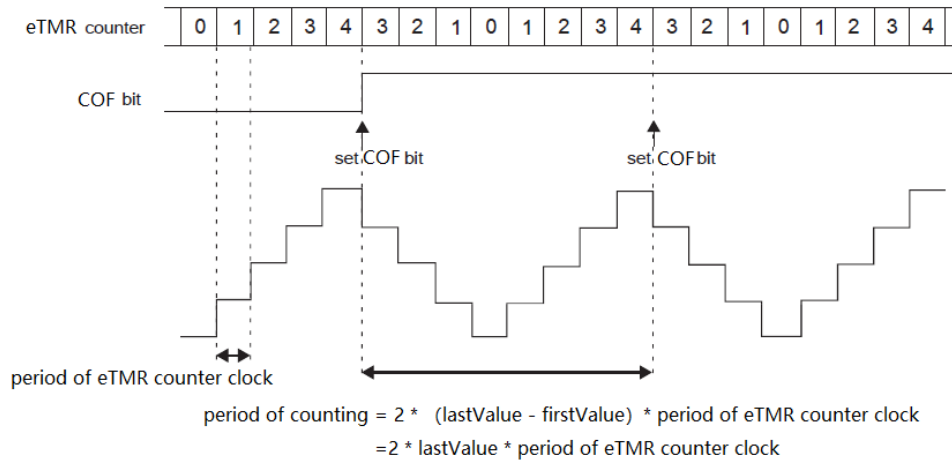 eTMR counter 0 1 2 3 4 3 2 1 0 1 2 3 4 3 2 1 0 1 2 3 4
COF bit
set COF bit set COF bit
period of eTMR counter clock
period of counting = 2 * (lastValue - firstValue) * period of eTMR counter clock
=2 * lastValue * period of eTMR counter clock